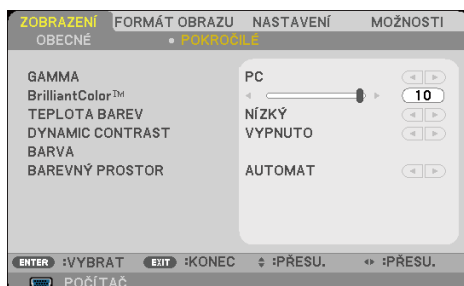 ZOBRAZENÍ FORMÁT OBRAZU NASTAVENÍ MOŽNOSTI
OBECNÉ • POKROČILÉ
GAMMA PC
BrilliantColor™ 10
TEPLOTA BAREV NÍZKÝ
DYNAMIC CONTRAST VYPNUTO
BARVA
BAREVNÝ PROSTOR AUTOMAT
ENTER :VYBRAT EXIT :KONEC :PŘESU. :PŘESU.
POČÍTAČ